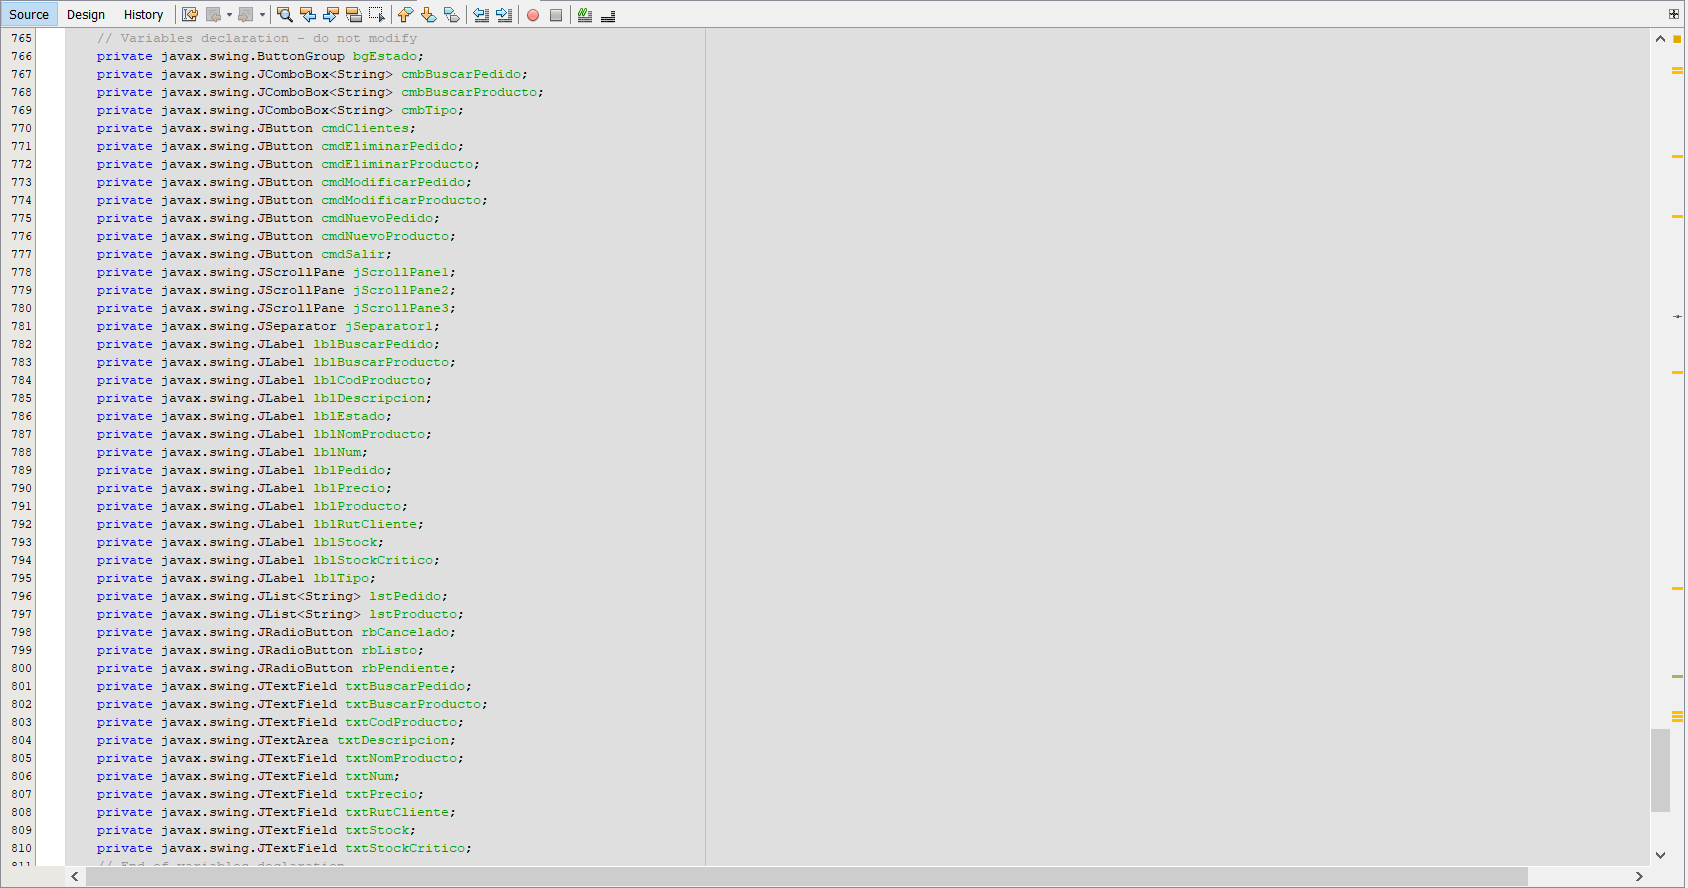 Source Design History
765 // Variables declaration - do not modify
766 private javax.swing.ButtonGroup bgEstado;
767 private javax.swing.JComboBox<String> cmbBuscarPedido;
768 private javax.swing.JComboBox<String> cmbBuscarProducto;
769 private javax.swing.JComboBox<String> cmbTipo;
770 private javax.swing.JButton cmdClientes;
771 private javax.swing.JButton cmdEliminarPedido;
772 private javax.swing.JButton cmdEliminarProducto;
773 private javax.swing.JButton cmdModificarPedido;
774 private javax.swing.JButton cmdModificarProducto;
775 private javax.swing.JButton cmdNuevoPedido;
776 private javax.swing.JButton cmdNuevoProducto;
777 private javax.swing.JButton cmdSalir;
778 private javax.swing.JScrollPane jScrollPane1;
779 private javax.swing.JScrollPane jScrollPane2;
780 private javax.swing.JScrollPane jScrollPane3;
781 private javax.swing.JSeparator jSeparator1;
782 private javax.swing.JLabel lblBuscarPedido;
783 private javax.swing.JLabel lblBuscarProducto;
784 private javax.swing.JLabel lblCodProducto;
785 private javax.swing.JLabel lblDescripcion;
786 private javax.swing.JLabel lblEstado;
787 private javax.swing.JLabel lblNomProducto;
788 private javax.swing.JLabel lblNum;
789 private javax.swing.JLabel lblPedido;
790 private javax.swing.JLabel lblPrecio;
791 private javax.swing.JLabel lblProducto;
792 private javax.swing.JLabel lblRutCliente;
793 private javax.swing.JLabel lblStock;
794 private javax.swing.JLabel lblStockCritico;
795 private javax.swing.JLabel lblTipo;
796 private javax.swing.JList<String> lstPedido;
797 private javax.swing.JList<String> lstProducto;
798 private javax.swing.JRadioButton rbCancelado;
799 private javax.swing.JRadioButton rbListo;
800 private javax.swing.JRadioButton rbPendiente;
801 private javax.swing.JTextField txtBuscarPedido;
802 private javax.swing.JTextField txtBuscarProducto;
803 private javax.swing.JTextField txtCodProducto;
804 private javax.swing.JTextArea txtDescripcion;
805 private javax.swing.JTextField txtNomProducto;
806 private javax.swing.JTextField txtNum;
807 private javax.swing.JTextField txtPrecio;
808 private javax.swing.JTextField txtRutCliente;
809 private javax.swing.JTextField txtStock;
810 private javax.swing.JTextField txtStockCritico;
811 // End of variables declaration